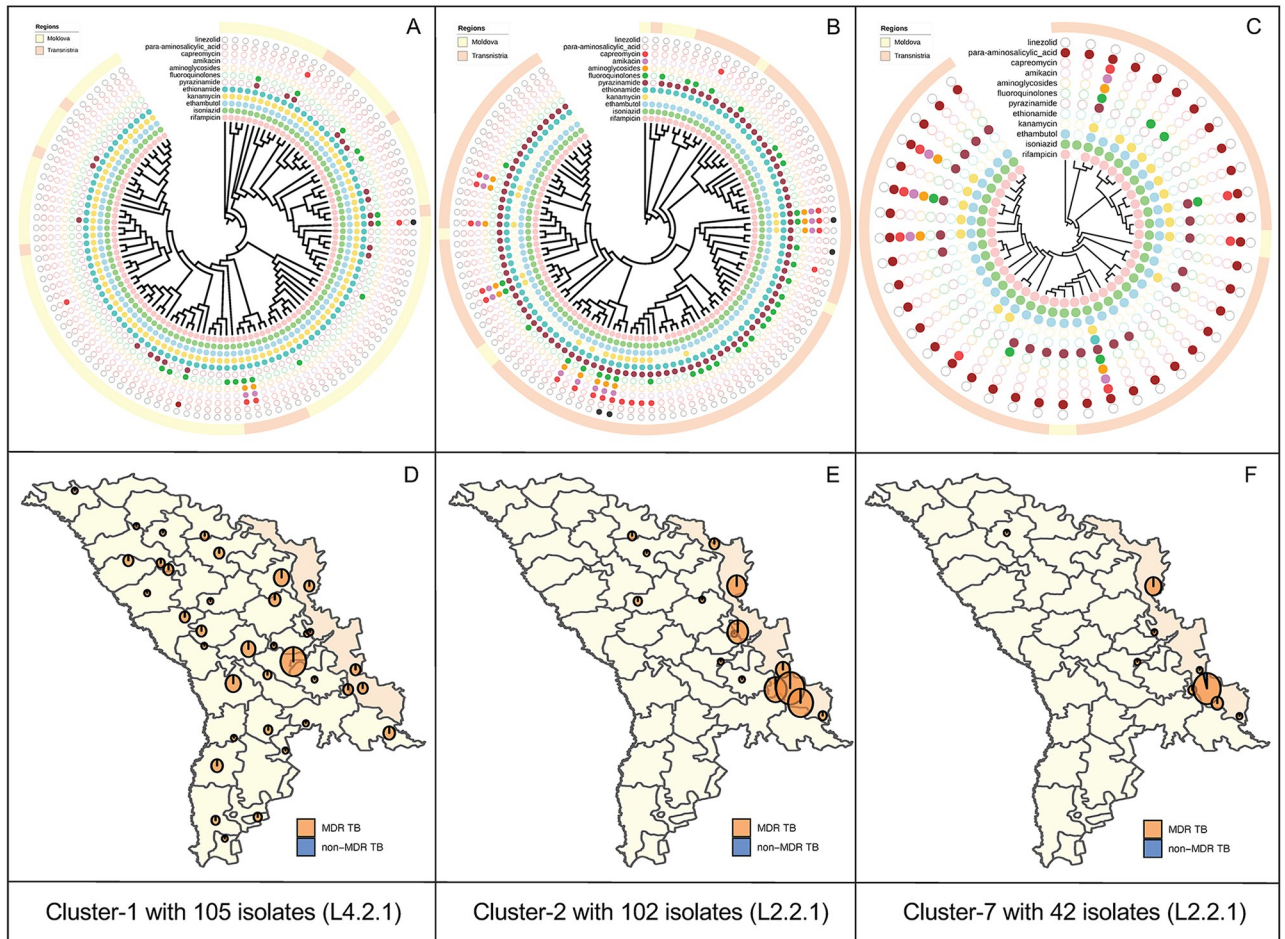 A
Regions
Moldova
Transnistria
linezolid
para-aminosalicylic_acid
capreomycin
amikacin
aminoglycosides
fluoroquinolones
pyrazinamide
ethionamide
kanamycin
ethambutol
isoniazid
rifampicin
B
Regions
Moldova
Transnistria
linezolid
para-aminosalicylic_acid
capreomycin
amikacin
aminoglycosides
fluoroquinolones
pyrazinamide
ethionamide
kanamycin
ethambutol
isoniazid
rifampicin
C
Regions
Moldova
Transnistria
linezolid
para-aminosalicylic_acid
capreomycin
amikacin
aminoglycosides
fluoroquinolones
pyrazinamide
ethionamide
kanamycin
ethambutol
isoniazid
rifampicin
D
MDR TB
non-MDR TB
E
MDR TB
non-MDR TB
F
MDR TB
non-MDR TB
Cluster-1 with 105 isolates (L4.2.1)
Cluster-2 with 102 isolates (L2.2.1)
Cluster-7 with 42 isolates (L2.2.1)